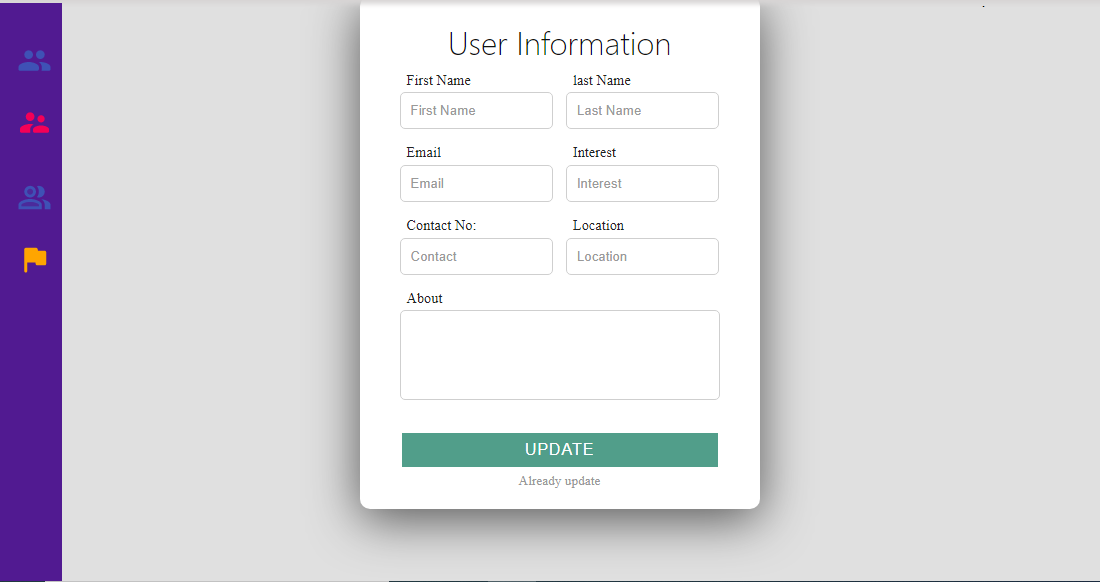 User Information
First Name last Name
First Name Last Name
Email Interest
Email Interest
Contact No: Location
Contact Location
About
UPDATE
Already update